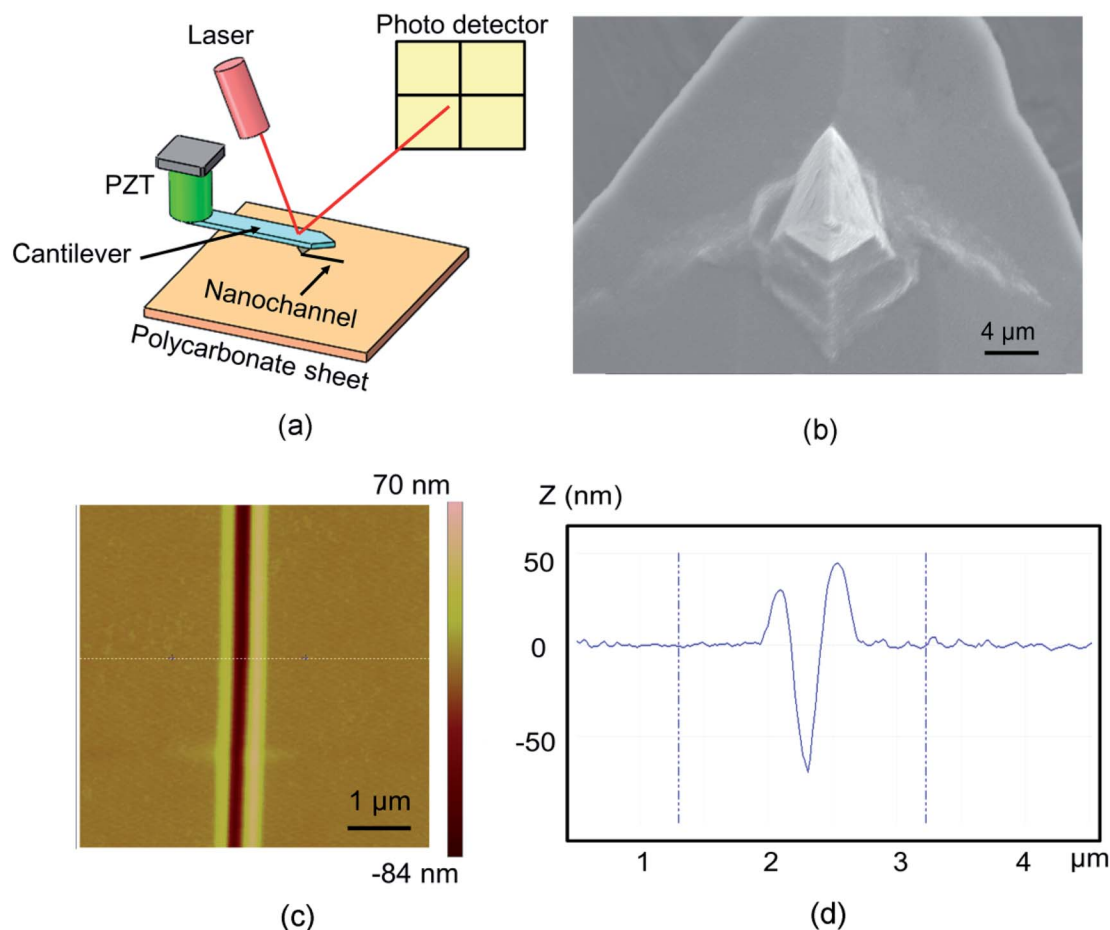 Laser
Photo detector
PZT
Cantilever
Nanochannel
Polycarbonate sheet
(a)
4 µm
(b)
70 nm
1 µm
-84 nm
(c)
Z (nm)
50
0
-50
1 2 3 4 µm
(d)